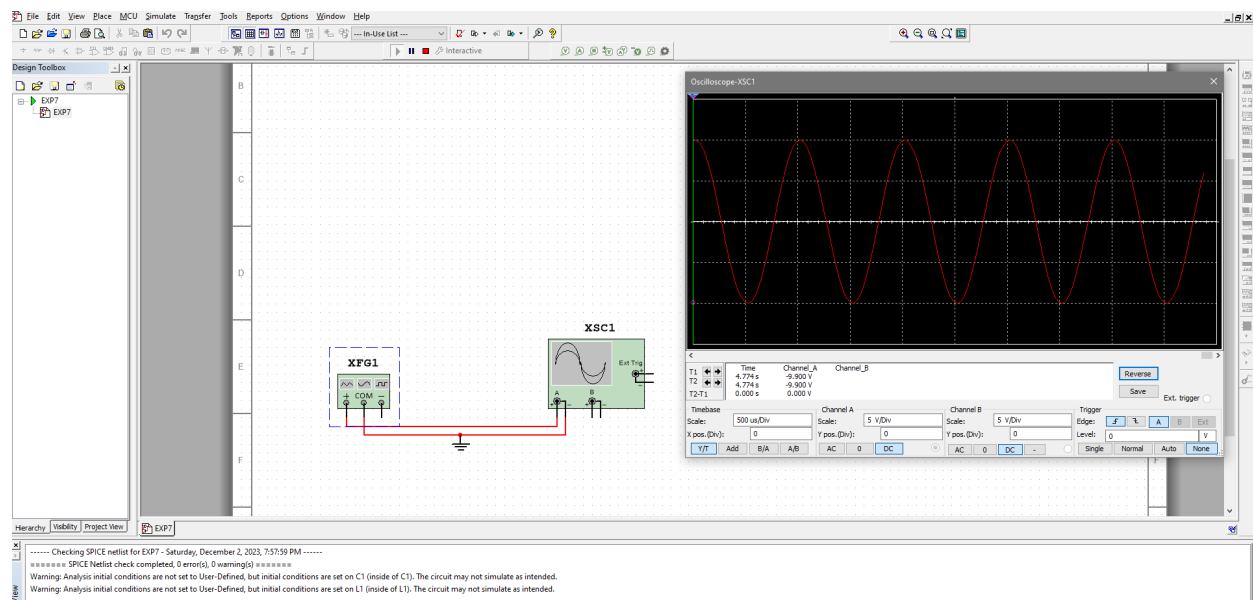 File Edit View Place MCU Simulate Transfer Tools Reports Options Window Help
--- In-Use List ---
Interactive
Design Toolbox
EXP7
EXP7
B
C
D
E
F
XFG1
COM
XSC1
Ext Trig
A B
Oscilloscope-XSC1
Time Channel_A Channel_B
T1 4.774 s -9.900 V
T2 4.774 s -9.900 V
T2-T1 0.000 s 0.000 V
Reverse
Save
Ext. trigger
Timebase
Scale: 500 us/Div
X pos.(Div): 0
Y/T Add B/A A/B
Channel A
Scale: 5 V/Div
Y pos.(Div): 0
AC 0 DC
Channel B
Scale: 5 V/Div
Y pos.(Div): 0
AC 0 DC -
Trigger
Edge: A B Ext
Level: 0 V
Single Normal Auto None
F
Hierarchy Visibility Project View
EXP7
------ Checking SPICE netlist for EXP7 - Saturday, December 2, 2023, 7:57:59 PM ------
======= SPICE Netlist check completed, 0 error(s), 0 warning(s) =======
Warning: Analysis initial conditions are not set to User-Defined, but initial conditions are set on C1 (inside of C1). The circuit may not simulate as intended.
Warning: Analysis initial conditions are not set to User-Defined, but initial conditions are set on L1 (inside of L1). The circuit may not simulate as intended.